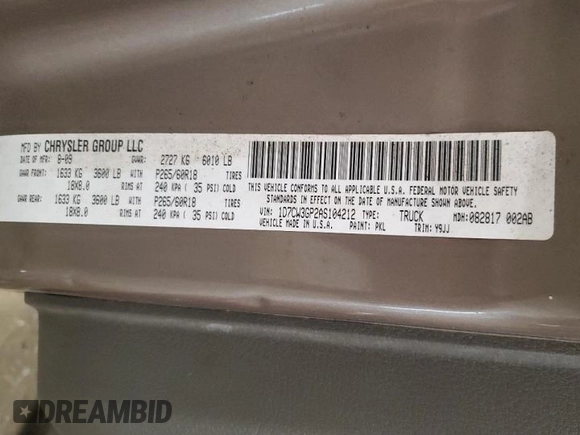 MFD BY CHRYSLER GROUP LLC
DATE OF MFR: 8-09 GVWR: 2727 KG 6010 LB
GAWR FRONT: 1633 KG 3600 LB WITH P265/60R18 TIRES
18X8.0 RIMS AT 240 KPA ( 35 PSI) COLD
GAWR REAR: 1633 KG 3600 LB WITH P265/60R18 TIRES
18X8.0 RIMS AT 240 KPA ( 35 PSI) COLD
THIS VEHICLE CONFORMS TO ALL APPLICABLE U.S.A. FEDERAL MOTOR VEHICLE SAFETY
STANDARDS IN EFFECT ON THE DATE OF MANUFACTURE SHOWN ABOVE.
VIN: 1D7CW3GP2AS104212 TYPE: TRUCK MDH: 082817 002AB
VEHICLE MADE IN U.S.A. PAINT: PKL TRIM: Y9JJ
DREAMBID